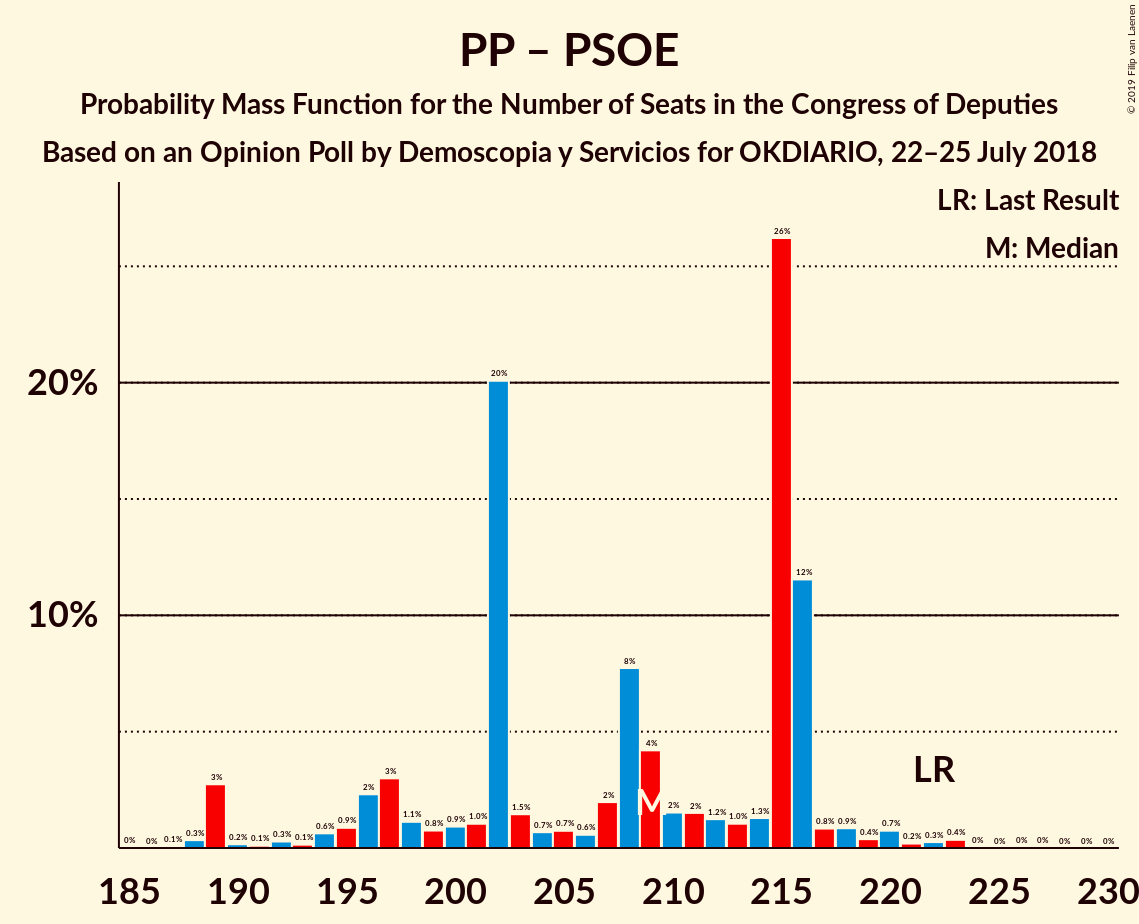 PP – PSOE
Probability Mass Function for the Number of Seats in the Congress of Deputies
Based on an Opinion Poll by Demoscopia y Servicios for OKDIARIO, 22–25 July 2018
© 2019 Filip van Laenen
LR: Last Result
M: Median
20%
10%
0% 0% 0.1% 0.3% 3% 0.2% 0.1% 0.3% 0.1% 0.6% 0.9% 2% 3% 1.1% 0.8% 0.9% 1.0% 20% 1.5% 0.7% 0.7% 0.6% 2% 8% 4% 2% 2% 1.2% 1.0% 1.3% 26% 12% 0.8% 0.9% 0.4% 0.7% 0.2% 0.3% 0.4% 0% 0% 0% 0% 0% 0% 0%
M
LR
185 190 195 200 205 210 215 220 225 230